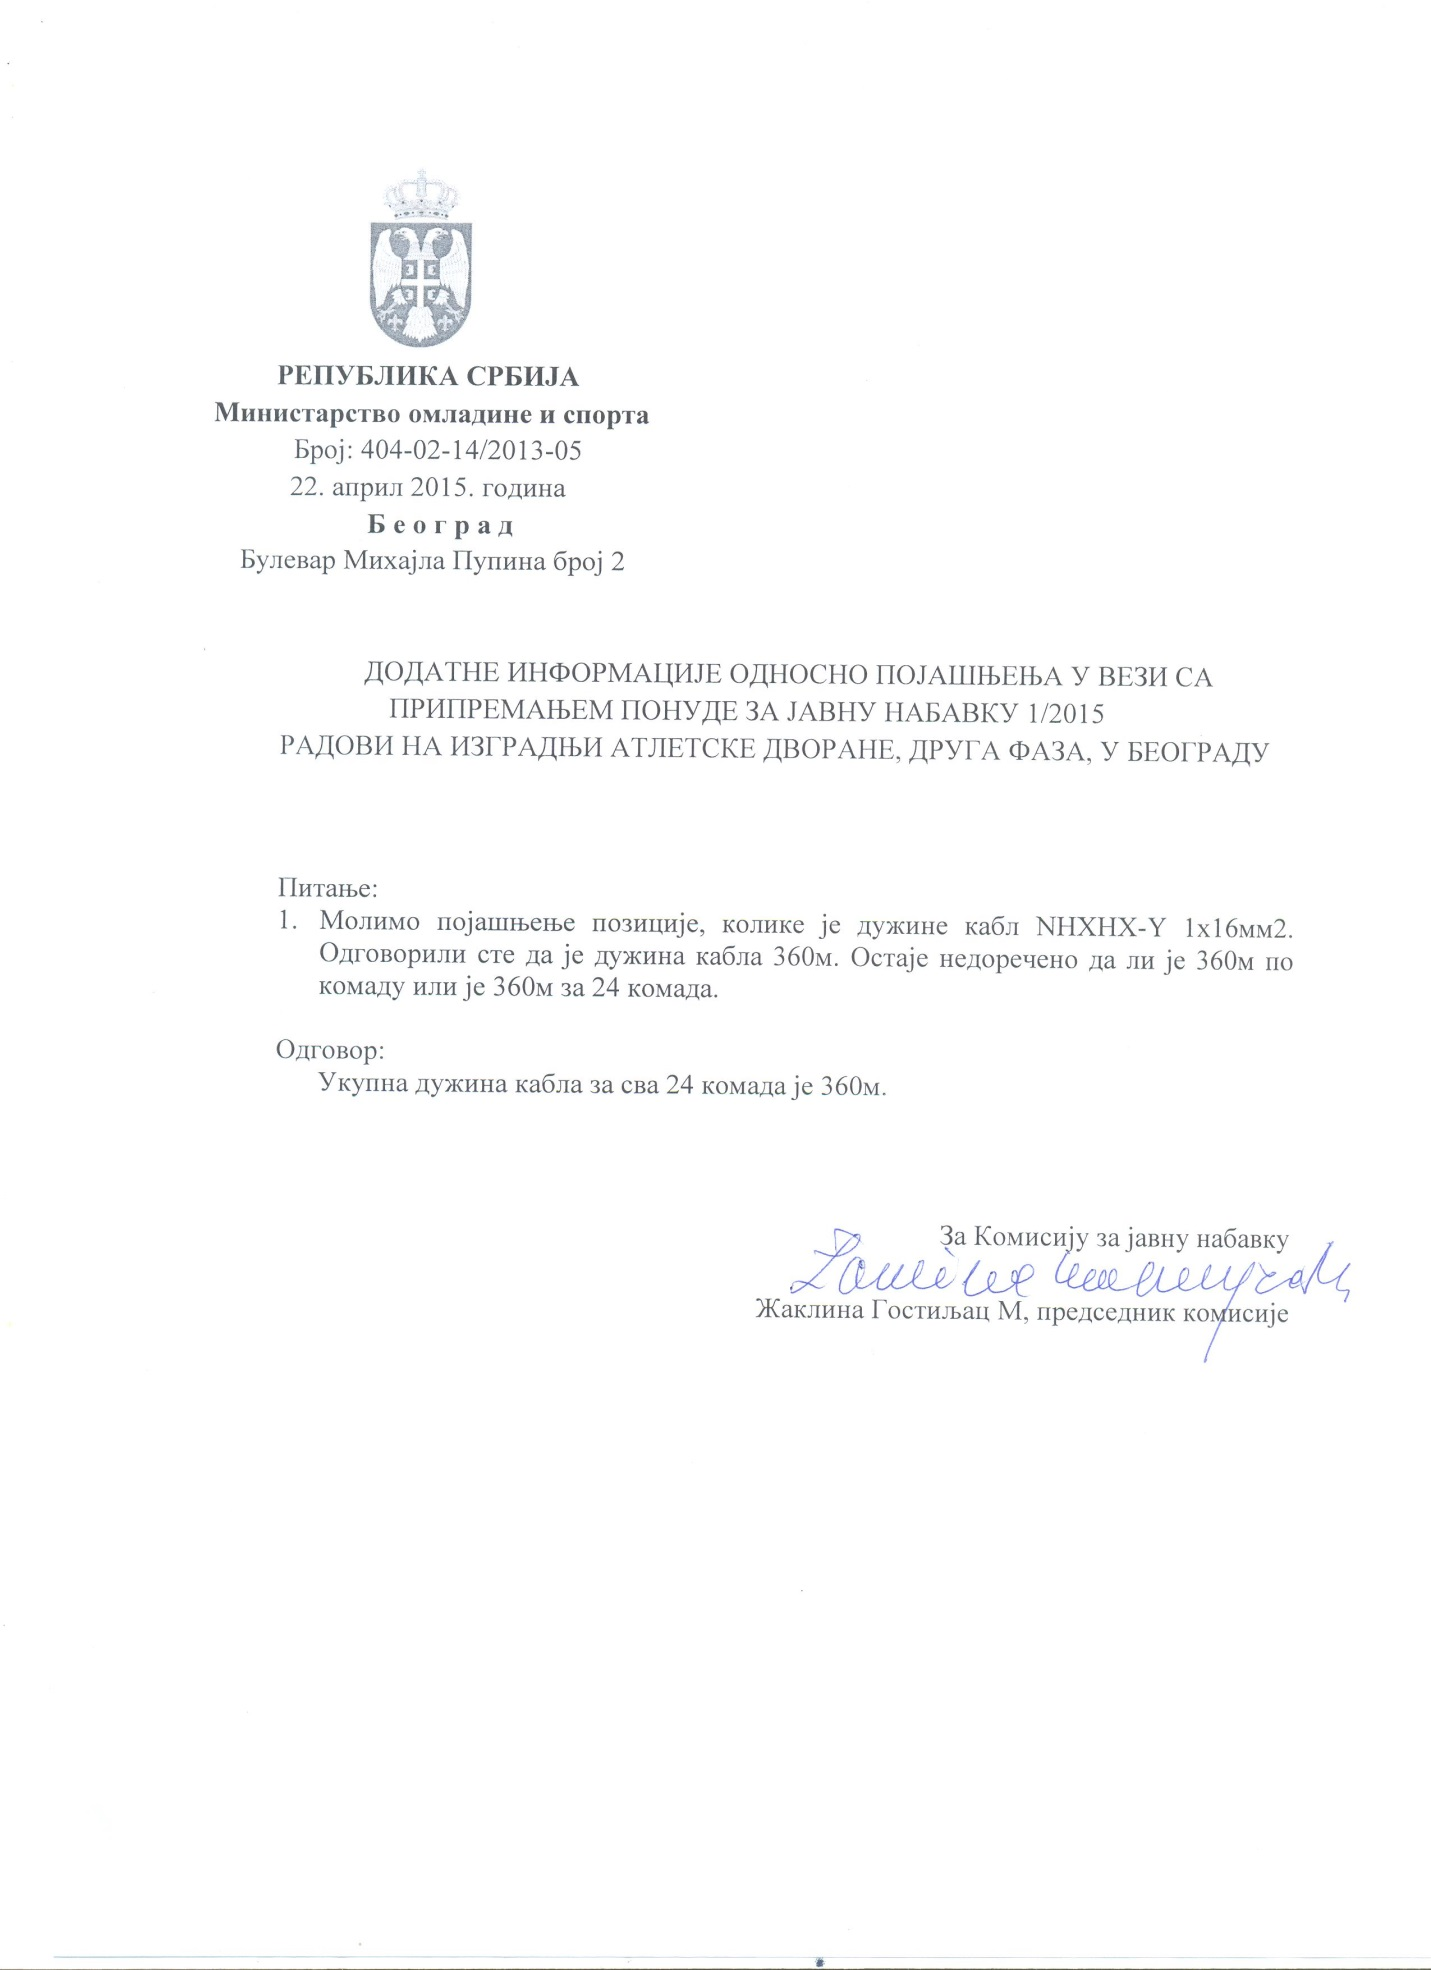 РЕПУБЛИКА СРБИЈА
Министарство омладине и спорта
Број: 404-02-14/2013-05
22. април 2015. година
Б е о г р а д
Булевар Михајла Пупина број 2
ДОДАТНЕ ИНФОРМАЦИЈЕ ОДНОСНО ПОЈАШЊЕЊА У ВЕЗИ СА
ПРИПРЕМАЊЕМ ПОНУДЕ ЗА ЈАВНУ НАБАВКУ 1/2015
РАДОВИ НА ИЗГРАДЊИ АТЛЕТСКЕ ДВОРАНЕ, ДРУГА ФАЗА, У БЕОГРАДУ
Питање:
1. Молимо појашњење позиције, колике је дужине кабл NHXHX-Y 1x16мм2.
Одговорили сте да је дужина кабла 360м. Остаје недоречено да ли је 360м по
комаду или је 360м за 24 комада.
Одговор:
Укупна дужина кабла за сва 24 комада је 360м.
За Комисију за јавну набавку
Жаклина Гостиљац М, председник комисије